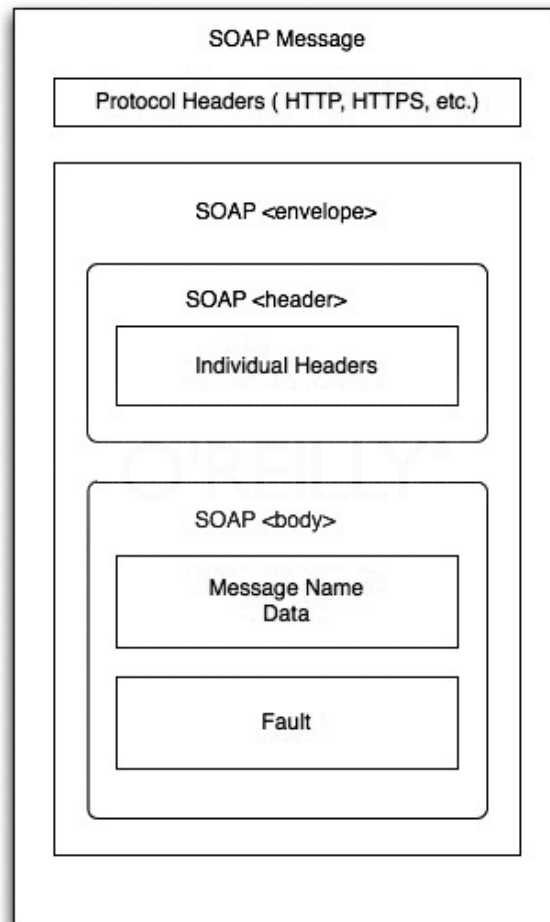 SOAP Message
Protocol Headers ( HTTP, HTTPS, etc.)
SOAP <envelope>
SOAP <header>
Individual Headers
O'REILLY®
SOAP <body>
Message Name
Data
Fault